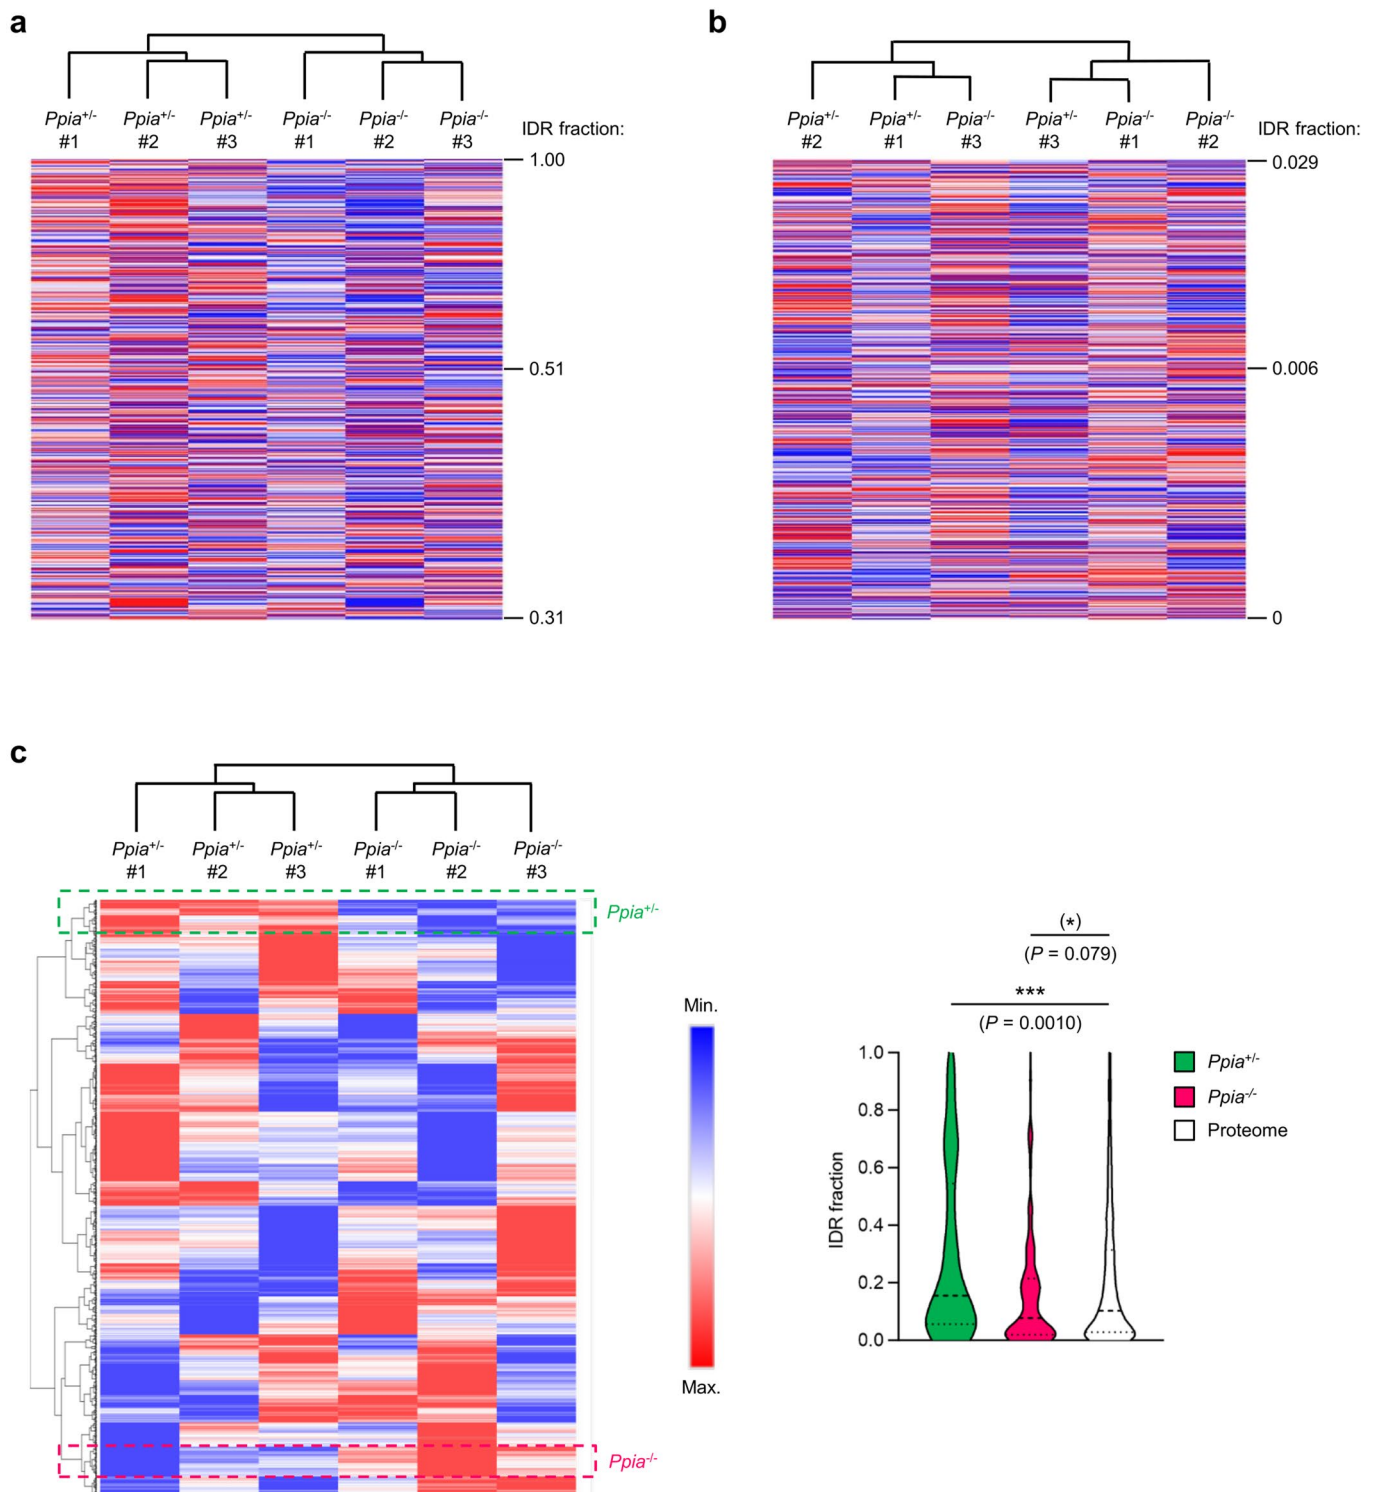 a
Ppia+/- Ppia+/- Ppia+/- Ppia-/- Ppia-/- Ppia-/-
#1 #2 #3 #1 #2 #3
IDR fraction:
1.00
0.51
0.31
b
Ppia+/- Ppia+/- Ppia-/- Ppia+/- Ppia-/- Ppia-/-
#2 #1 #3 #3 #1 #2
IDR fraction:
0.029
0.006
0
c
Ppia+/- Ppia+/- Ppia+/- Ppia-/- Ppia-/- Ppia-/-
#1 #2 #3 #1 #2 #3
Ppia+/-
Ppia-/-
Min.
Max.
(*)
(P = 0.079)
***
(P = 0.0010)
IDR fraction
1.0
0.8
0.6
0.4
0.2
0.0
Ppia+/-
Ppia-/-
Proteome